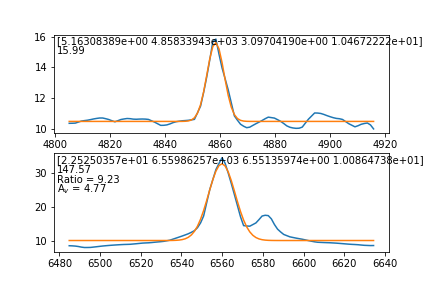 [5.16308389e+00 4.85833943e+03 3.09704190e+00 1.04672222e+01]
15.99
16
14
12
10
4800 4820 4840 4860 4880 4900 4920
[2.25250357e+01 6.55986257e+03 6.55135974e+00 1.00864738e+01]
147.57
Ratio = 9.23
Aᵥ = 4.77
30
20
10
6480 6500 6520 6540 6560 6580 6600 6620 6640